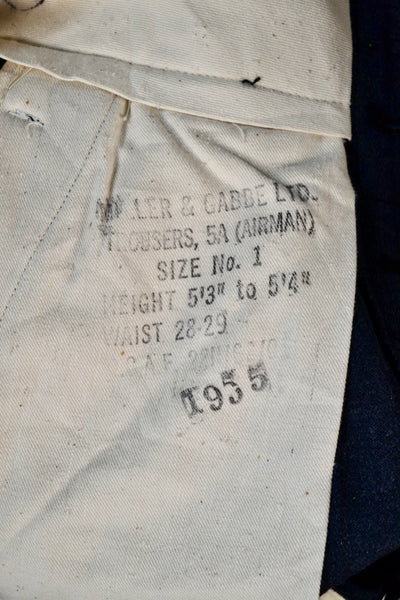 & GABBE LTD.
TROUSERS, 5A (AIRMAN)
SIZE No. 1
HEIGHT 5'3" to 5'4"
WAIST 28-29
1955